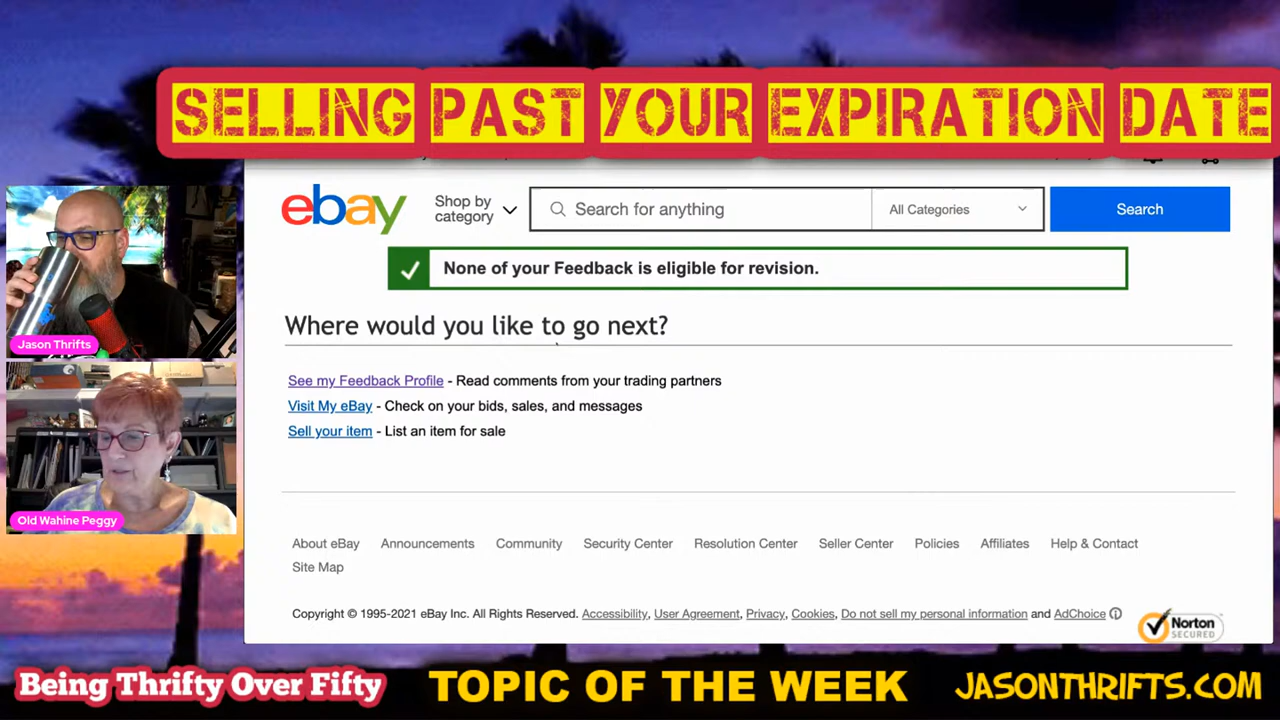 SELLING PAST YOUR EXPIRATION DATE
ebay
Shop by
category
Search for anything
All Categories
Search
None of your Feedback is eligible for revision.
Where would you like to go next?
See my Feedback Profile - Read comments from your trading partners
Visit My eBay - Check on your bids, sales, and messages
Sell your item - List an item for sale
Jason Thrifts
Old Wahine Peggy
About eBay Announcements Community Security Center Resolution Center Seller Center Policies Affiliates Help & Contact
Site Map
Copyright © 1995-2021 eBay Inc. All Rights Reserved. Accessibility, User Agreement, Privacy, Cookies, Do not sell my personal information and AdChoice
Norton
SECURED
Being Thrifty Over Fifty
TOPIC OF THE WEEK
JASONTHRIFTS.COM